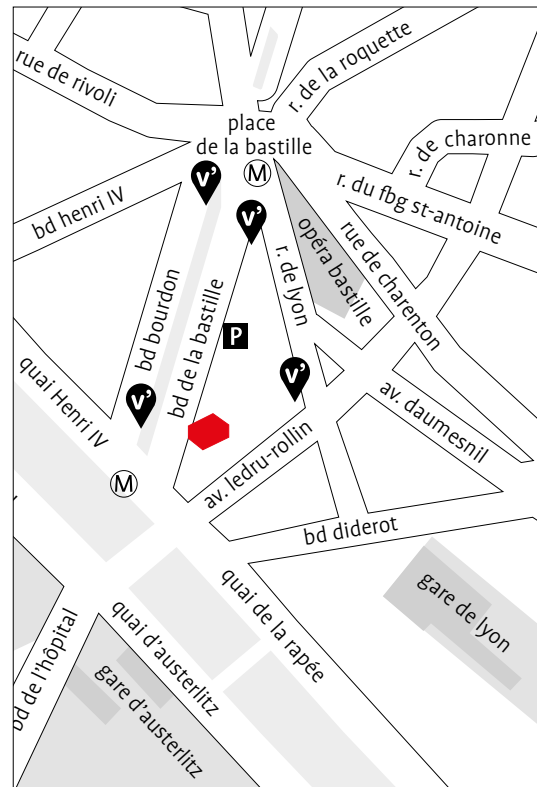 rue de rivoli
r. de la roquette
place
de la bastille
r. de charonne
M
v'
bd henri IV
r. du fbg st-antoine
v'
opéra bastille
r. de lyon
rue de charenton
bd bourdon
bd de la bastille
P
quai Henri IV
v'
v'
av. daumesnil
av. ledru-rollin
M
bd diderot
gare de lyon
quai de la rapée
quai d'austerlitz
bd de l'hôpital
gare d'austerlitz